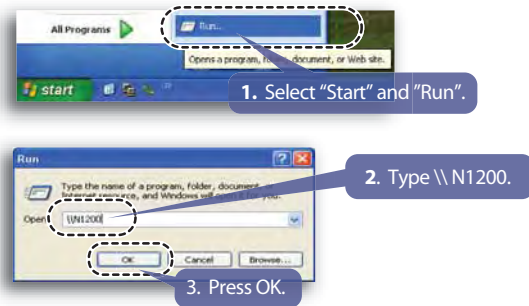 All Programs
Run...
Opens a program, folder, document, or Web site.
start
1. Select “Start” and ”Run”.
Run
Type the name of a program, folder, document, or
Internet resource, and Windows will open it for you.
2. Type \\ N1200.
Open
\\N1200
OK
Cancel
Browse...
3. Press OK.